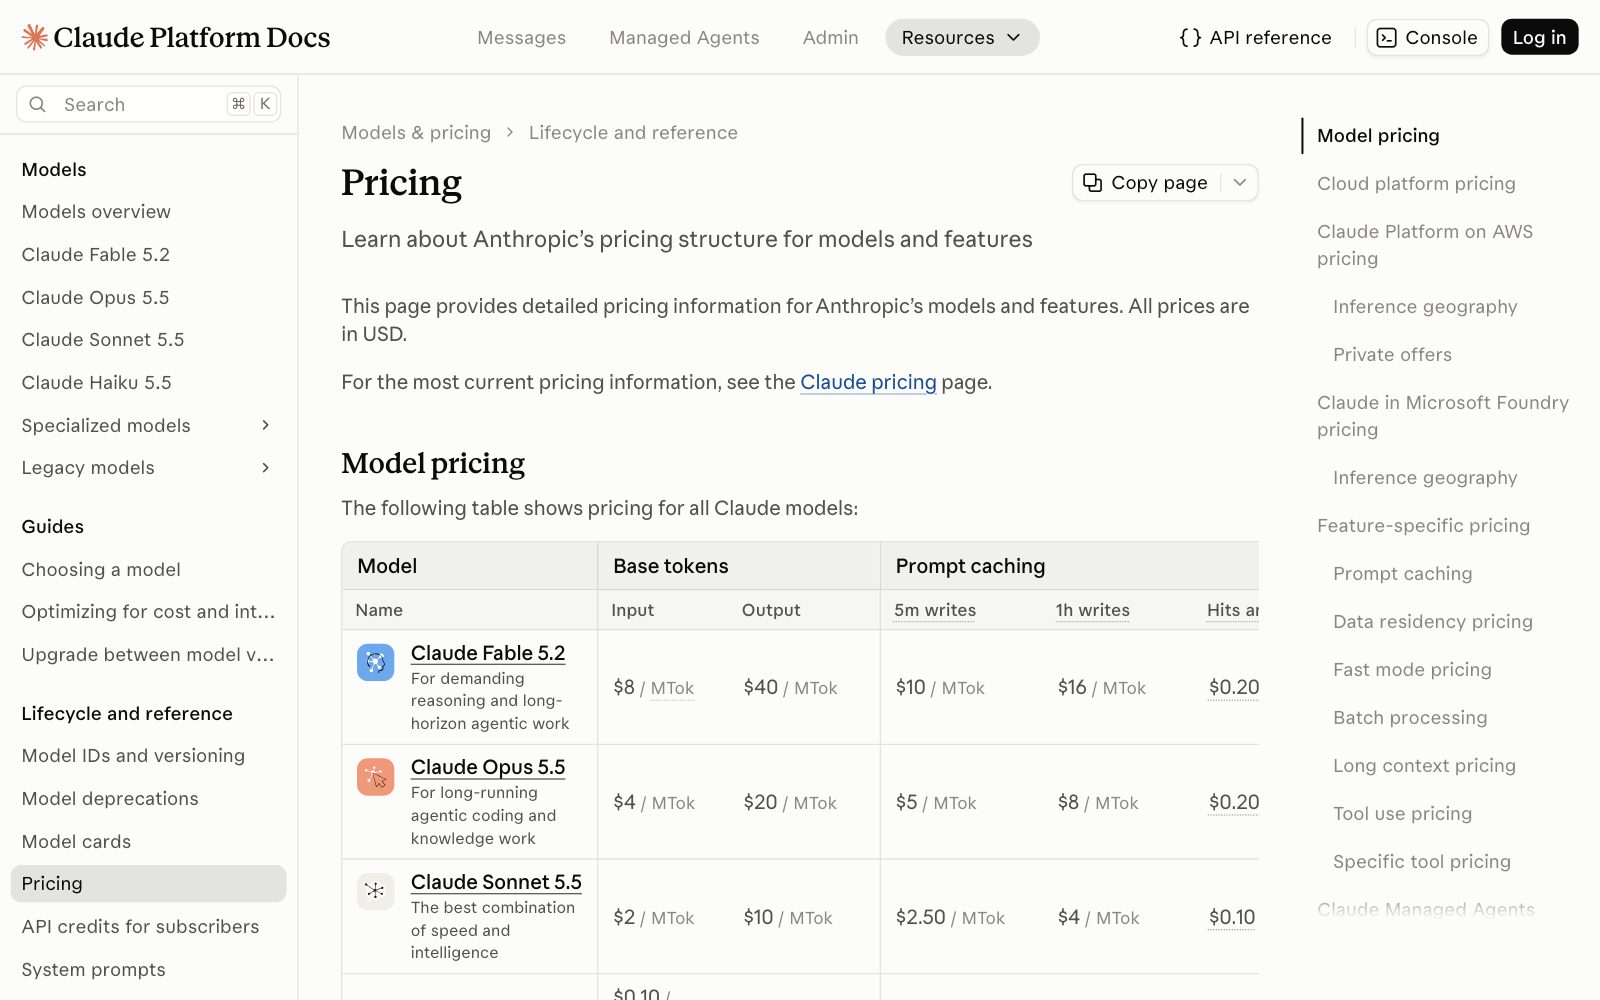 Claude Platform Docs
Messages
Managed Agents
Admin
Resources
{} API reference
Console
Log in
Search
⌘ K
Models
Models overview
Claude Fable 5.2
Claude Opus 5.5
Claude Sonnet 5.5
Claude Haiku 5.5
Specialized models
Legacy models
Guides
Choosing a model
Optimizing for cost and int...
Upgrade between model v...
Lifecycle and reference
Model IDs and versioning
Model deprecations
Model cards
Pricing
API credits for subscribers
System prompts
Models & pricing > Lifecycle and reference
Pricing
Copy page
Learn about Anthropic’s pricing structure for models and features
This page provides detailed pricing information for Anthropic’s models and features. All prices are
in USD.
For the most current pricing information, see the Claude pricing page.
Model pricing
The following table shows pricing for all Claude models:
Model Base tokens Prompt caching
Name Input Output 5m writes 1h writes Hits
Claude Fable 5.2
For demanding
reasoning and long-
horizon agentic work
$8 / MTok $40 / MTok $10 / MTok $16 / MTok $0.20
Claude Opus 5.5
For long-running
agentic coding and
knowledge work
$4 / MTok $20 / MTok $5 / MTok $8 / MTok $0.20
Claude Sonnet 5.5
The best combination
of speed and
intelligence
$2 / MTok $10 / MTok $2.50 / MTok $4 / MTok $0.10
$0.10 /
Model pricing
Cloud platform pricing
Claude Platform on AWS
pricing
Inference geography
Private offers
Claude in Microsoft Foundry
pricing
Inference geography
Feature-specific pricing
Prompt caching
Data residency pricing
Fast mode pricing
Batch processing
Long context pricing
Tool use pricing
Specific tool pricing
Claude Managed Agents